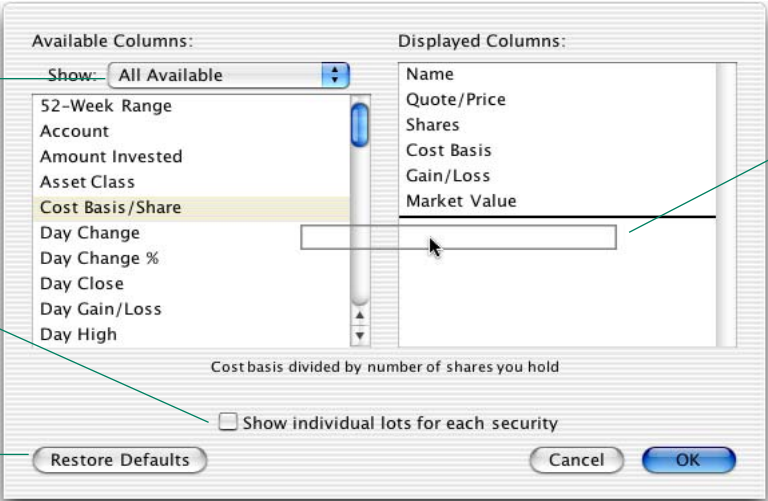 Available Columns:
Show: All Available
52-Week Range
Account
Amount Invested
Asset Class
Cost Basis/Share
Day Change
Day Change %
Day Close
Day Gain/Loss
Day High
Displayed Columns:
Name
Quote/Price
Shares
Cost Basis
Gain/Loss
Market Value
Cost basis divided by number of shares you hold
Show individual lots for each security
Restore Defaults
Cancel
OK